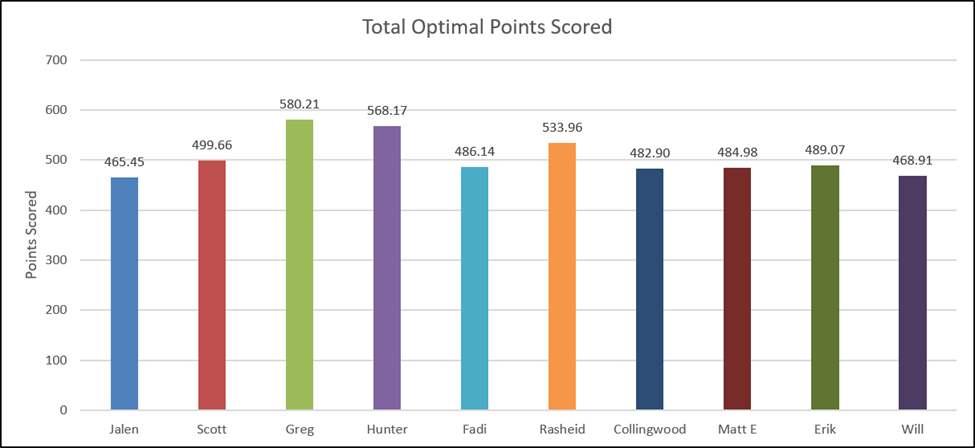 Total Optimal Points Scored
Points Scored
700
600
500
400
300
200
100
0
465.45
499.66
580.21
568.17
486.14
533.96
482.90
484.98
489.07
468.91
Jalen
Scott
Greg
Hunter
Fadi
Rasheid
Collingwood
Matt E
Erik
Will